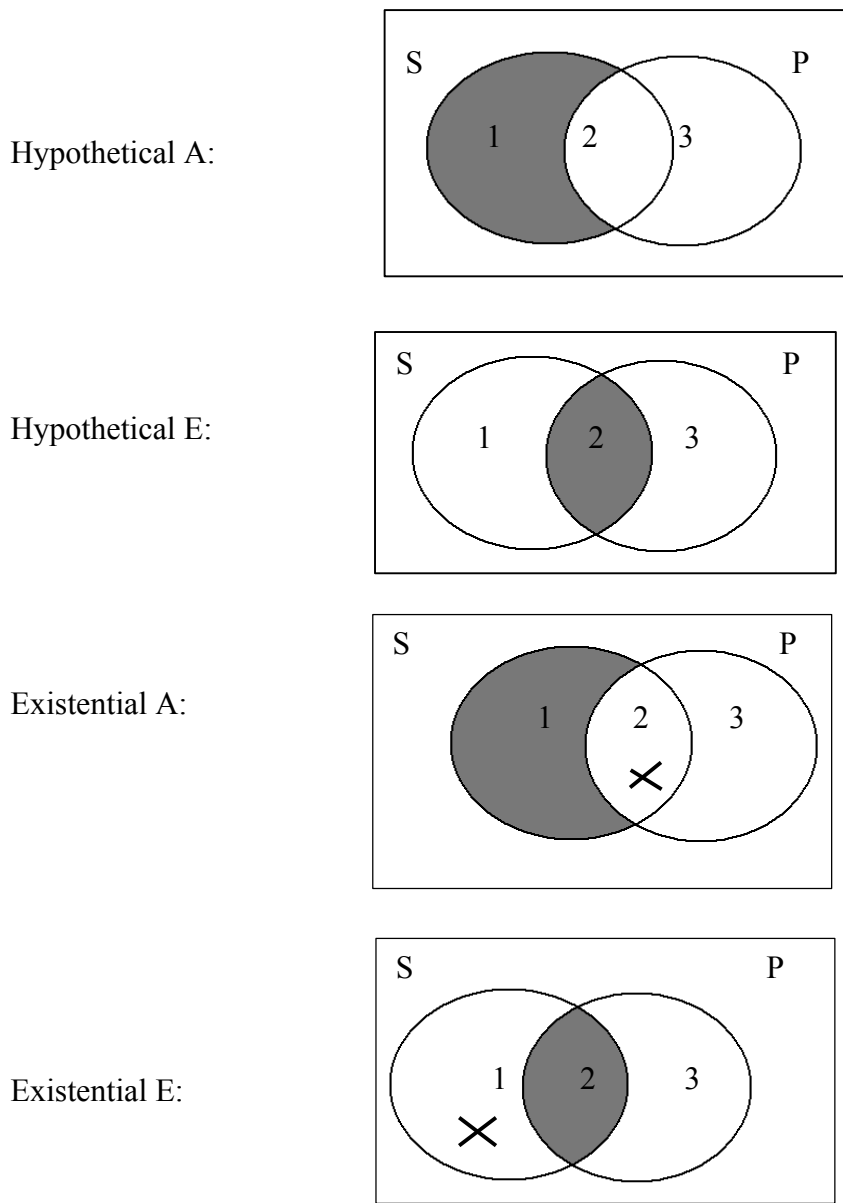 S P
Hypothetical A: 1 2 3
S P
Hypothetical E: 1 2 3
S P
Existential A: 1 2 3
S P
Existential E: 1 2 3